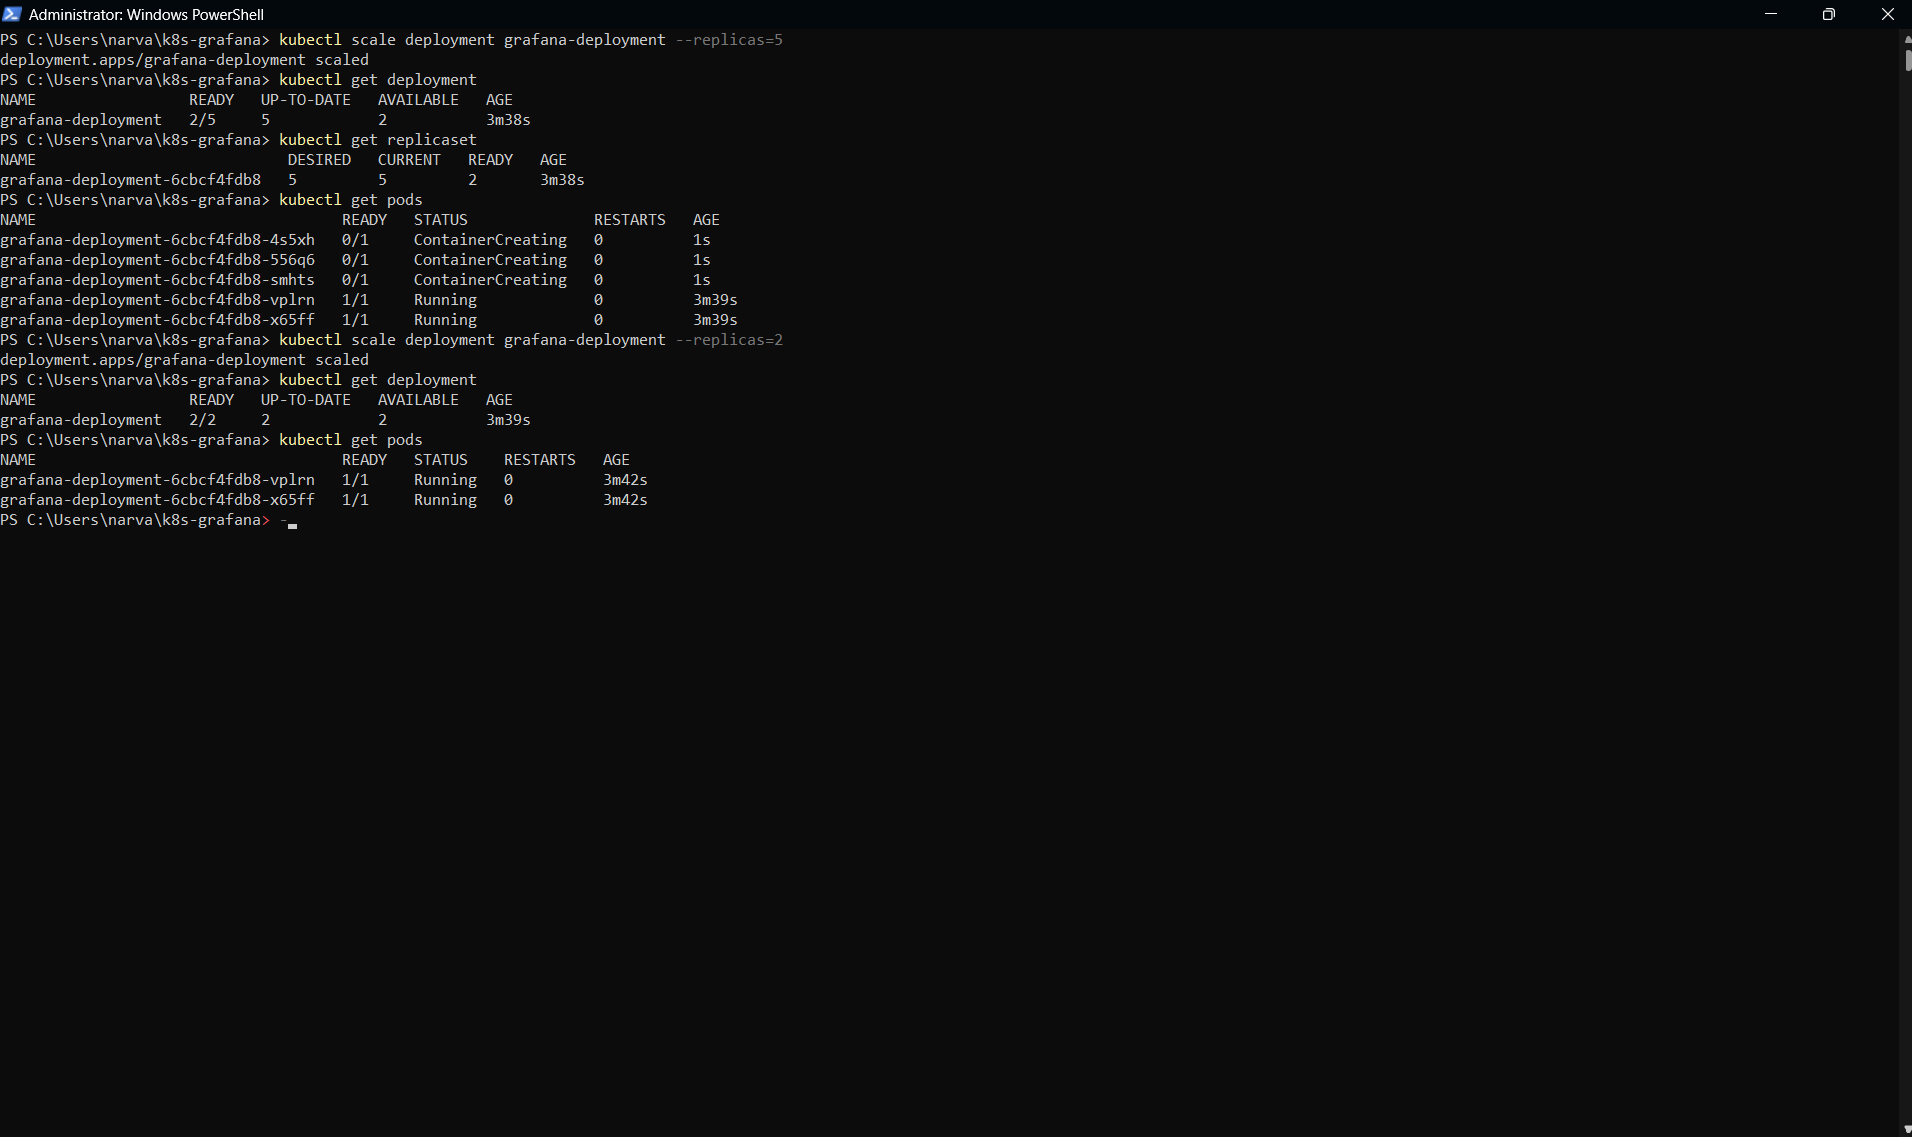 Administrator: Windows PowerShell
PS C:\Users\narva\k8s-grafana> kubectl scale deployment grafana-deployment --replicas=5
deployment.apps/grafana-deployment scaled
PS C:\Users\narva\k8s-grafana> kubectl get deployment
NAME                 READY   UP-TO-DATE   AVAILABLE   AGE
grafana-deployment   2/5     5            2           3m38s
PS C:\Users\narva\k8s-grafana> kubectl get replicaset
NAME                            DESIRED   CURRENT   READY   AGE
grafana-deployment-6cbcf4fdb8   5         5         2       3m38s
PS C:\Users\narva\k8s-grafana> kubectl get pods
NAME                                  READY   STATUS              RESTARTS   AGE
grafana-deployment-6cbcf4fdb8-4s5xh   0/1     ContainerCreating   0          1s
grafana-deployment-6cbcf4fdb8-556q6   0/1     ContainerCreating   0          1s
grafana-deployment-6cbcf4fdb8-smhts   0/1     ContainerCreating   0          1s
grafana-deployment-6cbcf4fdb8-vplrn   1/1     Running             0          3m39s
grafana-deployment-6cbcf4fdb8-x65ff   1/1     Running             0          3m39s
PS C:\Users\narva\k8s-grafana> kubectl scale deployment grafana-deployment --replicas=2
deployment.apps/grafana-deployment scaled
PS C:\Users\narva\k8s-grafana> kubectl get deployment
NAME                 READY   UP-TO-DATE   AVAILABLE   AGE
grafana-deployment   2/2     2            2           3m39s
PS C:\Users\narva\k8s-grafana> kubectl get pods
NAME                                  READY   STATUS    RESTARTS   AGE
grafana-deployment-6cbcf4fdb8-vplrn   1/1     Running   0          3m42s
grafana-deployment-6cbcf4fdb8-x65ff   1/1     Running   0          3m42s
PS C:\Users\narva\k8s-grafana> -